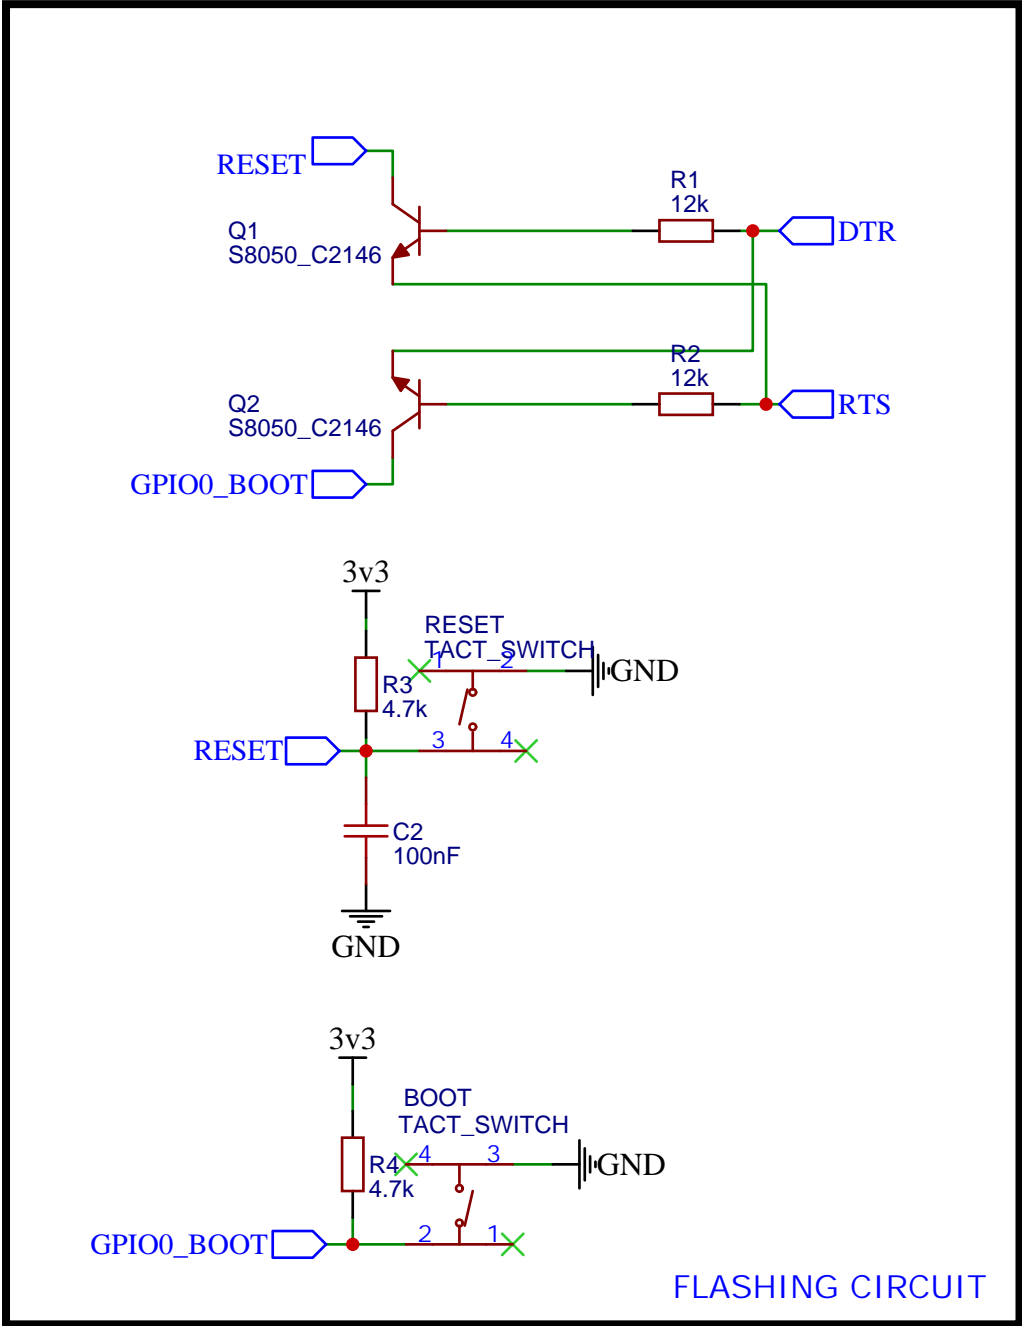 RESET
R1
12k
Q1
S8050_C2146
DTR
R2
12k
Q2
S8050_C2146
RTS
GPIO0_BOOT
3v3
RESET
TACT_SWITCH
1 2
GND
R3
4.7k
RESET
3 4
C2
100nF
GND
3v3
BOOT
TACT_SWITCH
4 3
GND
R4
4.7k
GPIO0_BOOT
2 1
FLASHING CIRCUIT